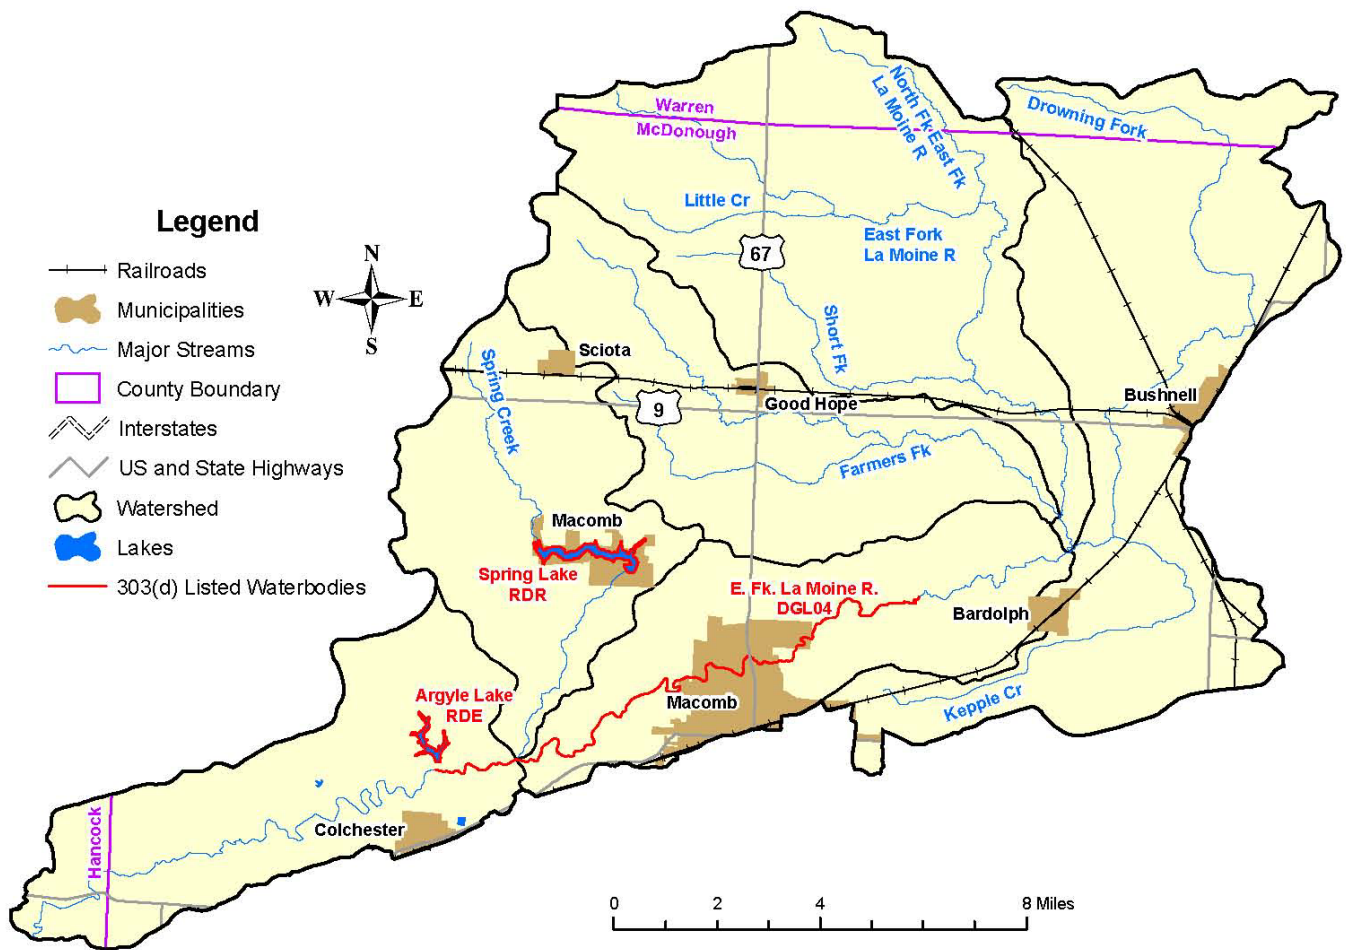 Legend
Railroads
Municipalities
Major Streams
County Boundary
Interstates
US and State Highways
Watershed
Lakes
303(d) Listed Waterbodies
N
W
E
S
Warren
McDonough
North Fk East Fk
La Moine R
Drowning Fork
Little Cr
East Fork
La Moine R
67
Short Fk
Spring Creek
Sciota
Good Hope
9
Bushnell
Farmers Fk
Macomb
Spring Lake
RDR
E. Fk. La Moine R.
DGL04
Bardolph
Macomb
Kepple Cr
Argyle Lake
RDE
Colchester
Hancock
0 2 4 8 Miles